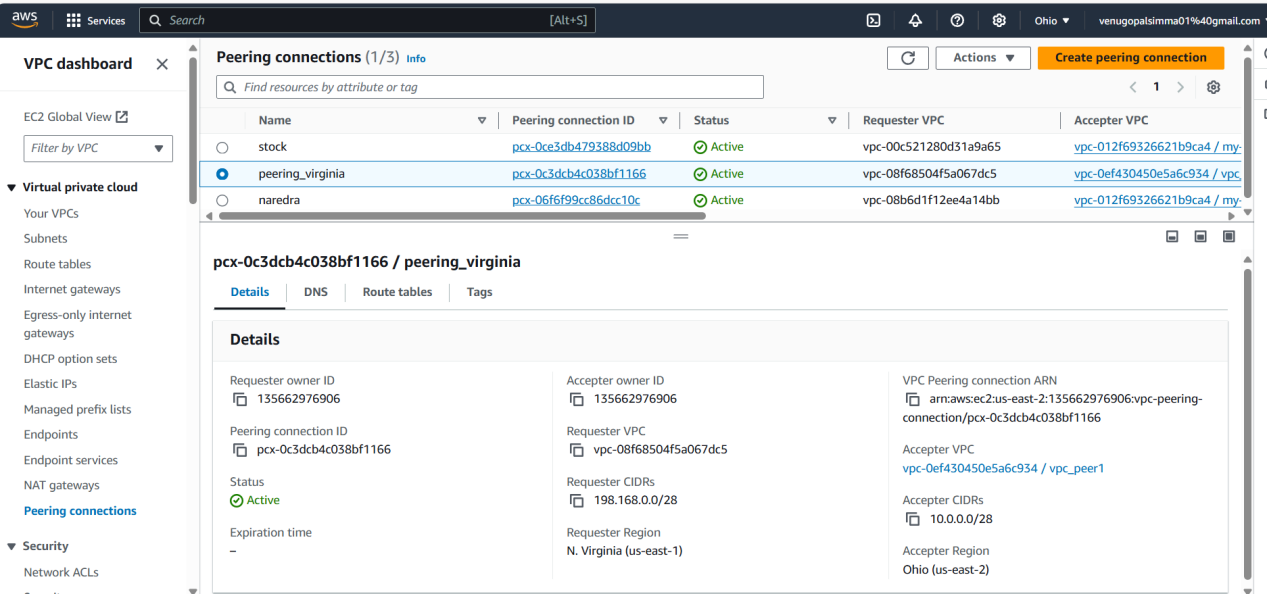 aws Services Search [Alt+S] Ohio venugopalsimma01%40gmail.com
VPC dashboard
EC2 Global View
Filter by VPC
Virtual private cloud
Your VPCs
Subnets
Route tables
Internet gateways
Egress-only internet
gateways
DHCP option sets
Elastic IPs
Managed prefix lists
Endpoints
Endpoint services
NAT gateways
Peering connections
Security
Network ACLs
Peering connections (1/3) Info
Actions
Create peering connection
Find resources by attribute or tag
1
Name Peering connection ID Status Requester VPC Accepter VPC
stock pcx-0ce3db479388d09bb Active vpc-00c521280d31a9a65 vpc-012f69326621b9ca4 / my-
peering_virginia pcx-0c3dcb4c038bf1166 Active vpc-08f68504f5a067dc5 vpc-0ef430450e5a6c934 / vpc_
naredra pcx-06f6f99cc86dcc10c Active vpc-08b6d1f12ee4a14bb vpc-012f69326621b9ca4 / my-
pcx-0c3dcb4c038bf1166 / peering_virginia
Details DNS Route tables Tags
Details
Requester owner ID
135662976906
Peering connection ID
pcx-0c3dcb4c038bf1166
Status
Active
Expiration time
–
Accepter owner ID
135662976906
Requester VPC
vpc-08f68504f5a067dc5
Requester CIDRs
198.168.0.0/28
Requester Region
N. Virginia (us-east-1)
VPC Peering connection ARN
arn:aws:ec2:us-east-2:135662976906:vpc-peering-
connection/pcx-0c3dcb4c038bf1166
Accepter VPC
vpc-0ef430450e5a6c934 / vpc_peer1
Accepter CIDRs
10.0.0.0/28
Accepter Region
Ohio (us-east-2)